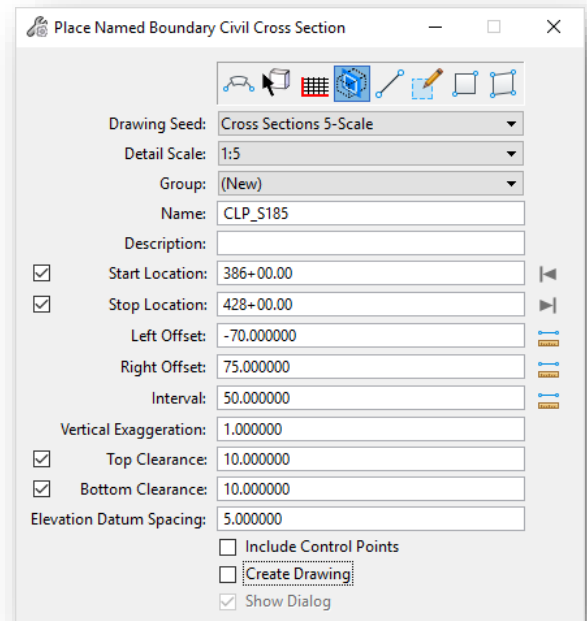 Place Named Boundary Civil Cross Section
Drawing Seed: Cross Sections 5-Scale
Detail Scale: 1:5
Group: (New)
Name: CLP_S185
Description:
Start Location: 386+00.00
Stop Location: 428+00.00
Left Offset: -70.000000
Right Offset: 75.000000
Interval: 50.000000
Vertical Exaggeration: 1.000000
Top Clearance: 10.000000
Bottom Clearance: 10.000000
Elevation Datum Spacing: 5.000000
Include Control Points
Create Drawing
Show Dialog